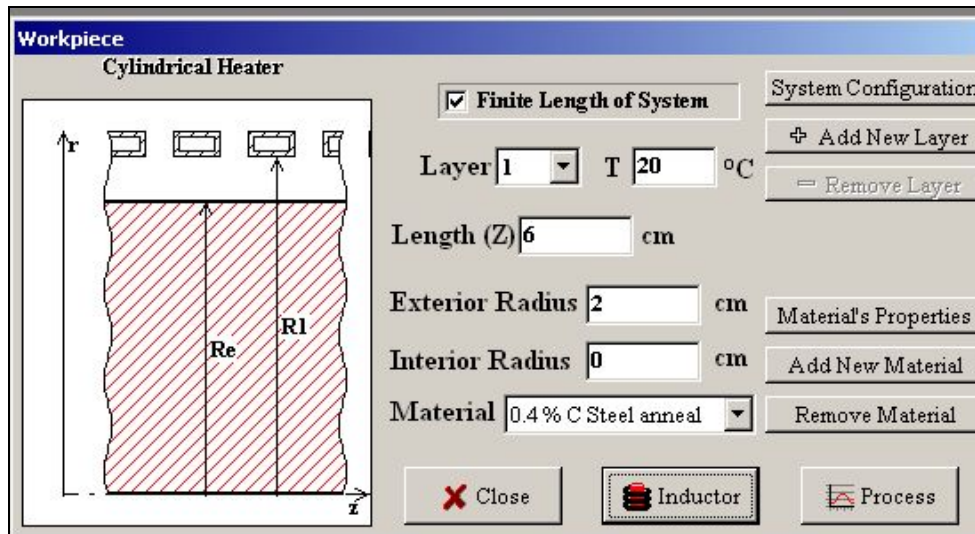 Workpiece
Cylindrical Heater
r
Re
R1
z
Finite Length of System
Layer 1 T 20 °C
Length (Z) 6 cm
Exterior Radius 2 cm
Interior Radius 0 cm
Material 0.4 % C Steel anneal
System Configuration
Add New Layer
Remove Layer
Material's Properties
Add New Material
Remove Material
Close
Inductor
Process